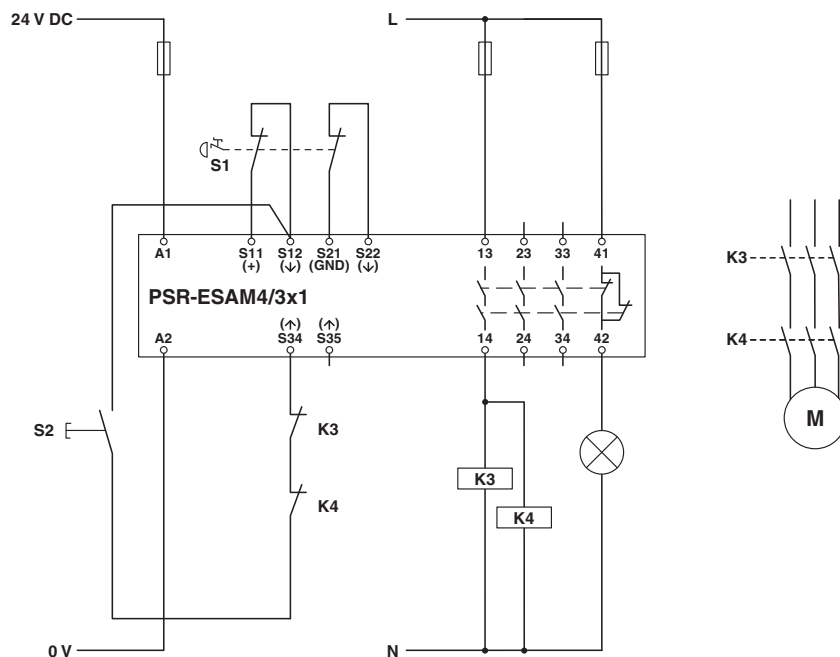 24 V DC
L
S1
A1 S11 S12 S21 S22 13 23 33 41
(+) (↓) (GND) (↓)
PSR-ESAM4/3x1
(↑) (↑)
A2 S34 S35 14 24 34 42
K3
K4
M
S2
K3
K4
K3
K4
0 V
N